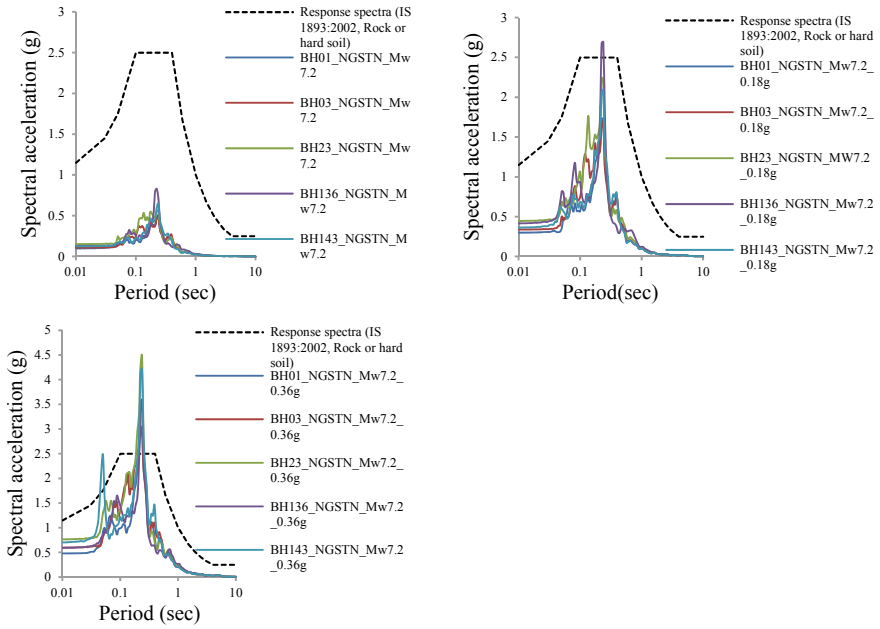 3
2.5
2
1.5
1
0.5
0
0.01
0.1
1
10
Spectral acceleration (g)
Period (sec)
Response spectra (IS
1893:2002, Rock or
hard soil)
BH01_NGSTN_Mw
7.2
BH03_NGSTN_Mw
7.2
BH23_NGSTN_Mw
7.2
BH136_NGSTN_M
w7.2
BH143_NGSTN_M
w7.2
3
2.5
2
1.5
1
0.5
0
0.01
0.1
1
10
Spectral acceleration (g)
Period(sec)
Response spectra (IS
1893:2002, Rock or hard
soil)
BH01_NGSTN_Mw7.2_
0.18g
BH03_NGSTN_Mw7.2_
0.18g
BH23_NGSTN_MW7.2
_0.18g
BH136_NGSTN_Mw7.2
_0.18g
BH143_NGSTN_Mw7.2
_0.18g
5
4.5
4
3.5
3
2.5
2
1.5
1
0.5
0
0.01
0.1
1
10
Spectral acceleration (g)
Period (sec)
Response spectra (IS
1893:2002, Rock or hard
soil)
BH01_NGSTN_Mw7.2_
0.36g
BH03_NGSTN_Mw7.2_
0.36g
BH23_NGSTN_Mw7.2_
0.36g
BH136_NGSTN_Mw7.2
_0.36g
BH143_NGSTN_Mw7.2
_0.36g